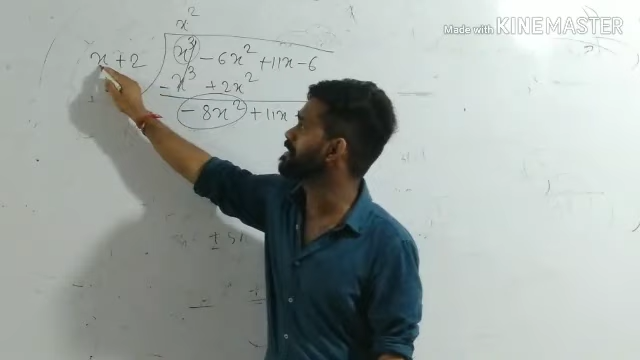 Made with KINEMASTER
x²
x + 2 x³ - 6x² + 11x - 6
- x³ + 2x²
- 8x² + 11x